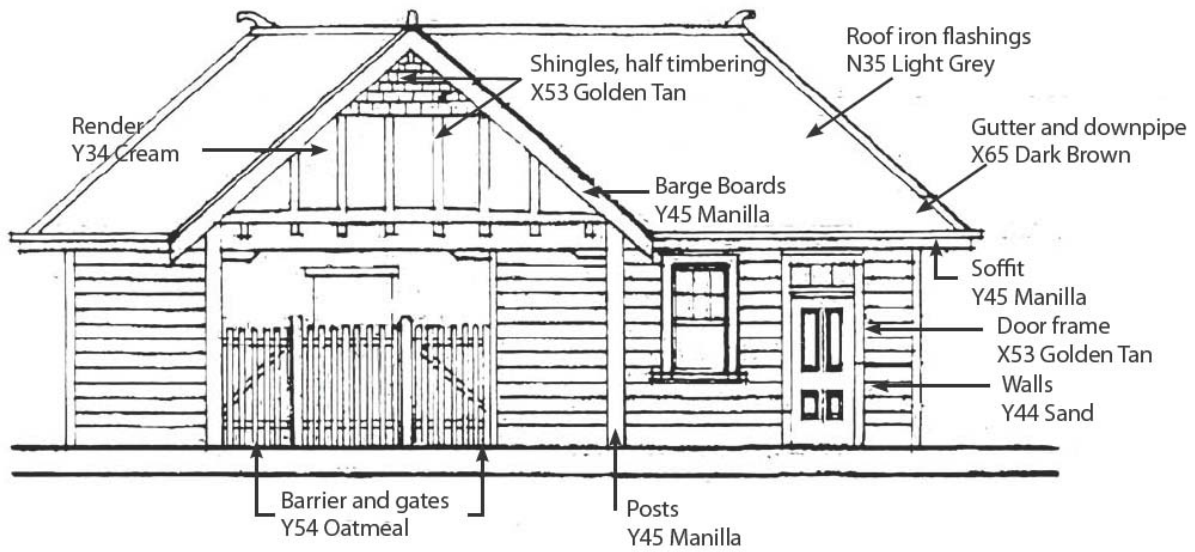 Roof iron flashings
N35 Light Grey
Shingles, half timbering
X53 Golden Tan
Render
Y34 Cream
Gutter and downpipe
X65 Dark Brown
Barge Boards
Y45 Manilla
Soffit
Y45 Manilla
Door frame
X53 Golden Tan
Walls
Y44 Sand
Barrier and gates
Y54 Oatmeal
Posts
Y45 Manilla